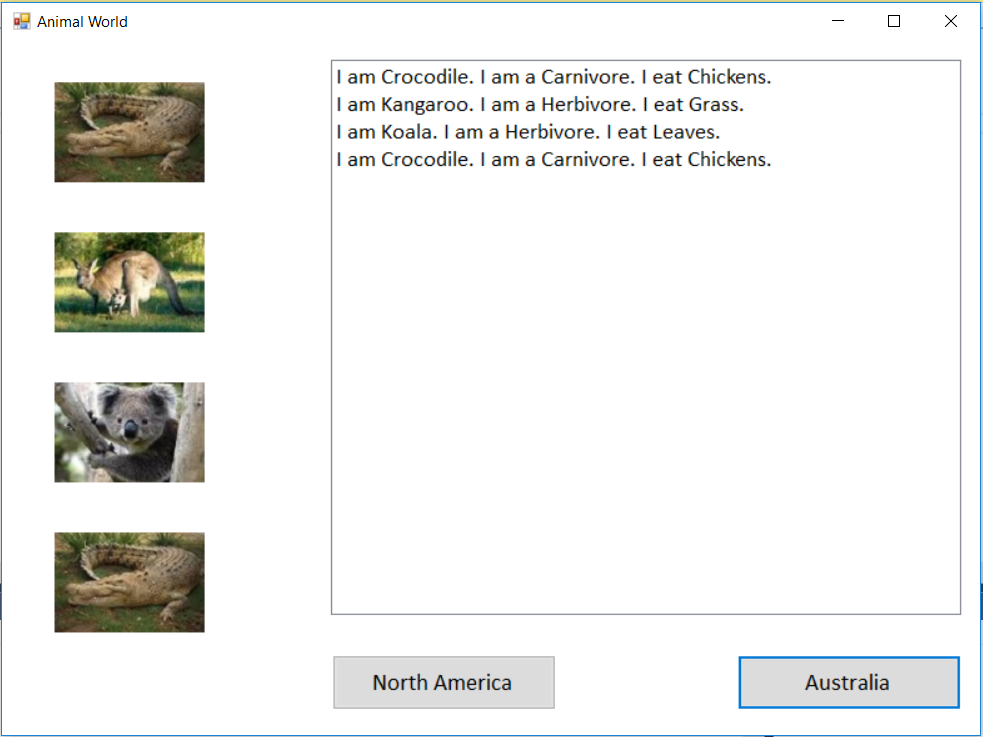 Animal World
I am Crocodile. I am a Carnivore. I eat Chickens.
I am Kangaroo. I am a Herbivore. I eat Grass.
I am Koala. I am a Herbivore. I eat Leaves.
I am Crocodile. I am a Carnivore. I eat Chickens.
North America
Australia